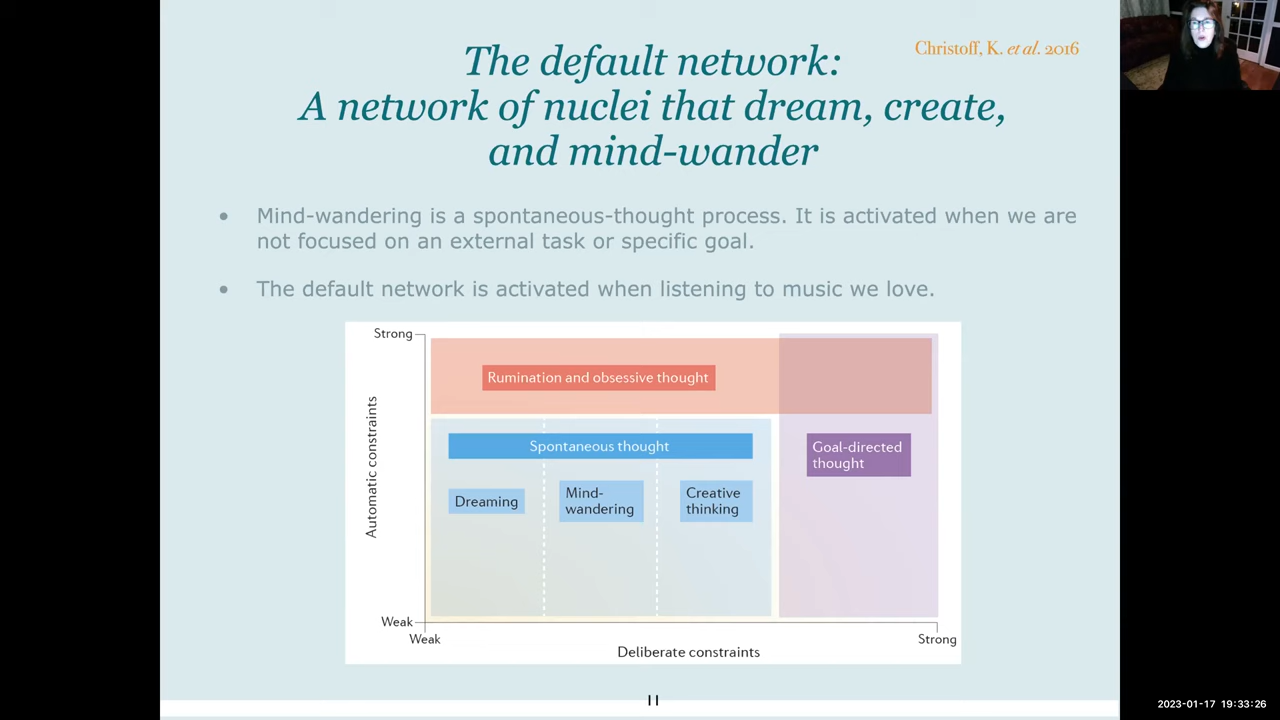 Christoff, K. et al. 2016
The default network:
A network of nuclei that dream, create,
and mind-wander
• Mind-wandering is a spontaneous-thought process. It is activated when we are
not focused on an external task or specific goal.
• The default network is activated when listening to music we love.
Strong
Automatic constraints
Rumination and obsessive thought
Spontaneous thought
Goal-directed
thought
Dreaming
Mind-
wandering
Creative
thinking
Weak
Weak
Strong
Deliberate constraints
11
2023-01-17 19:33:26